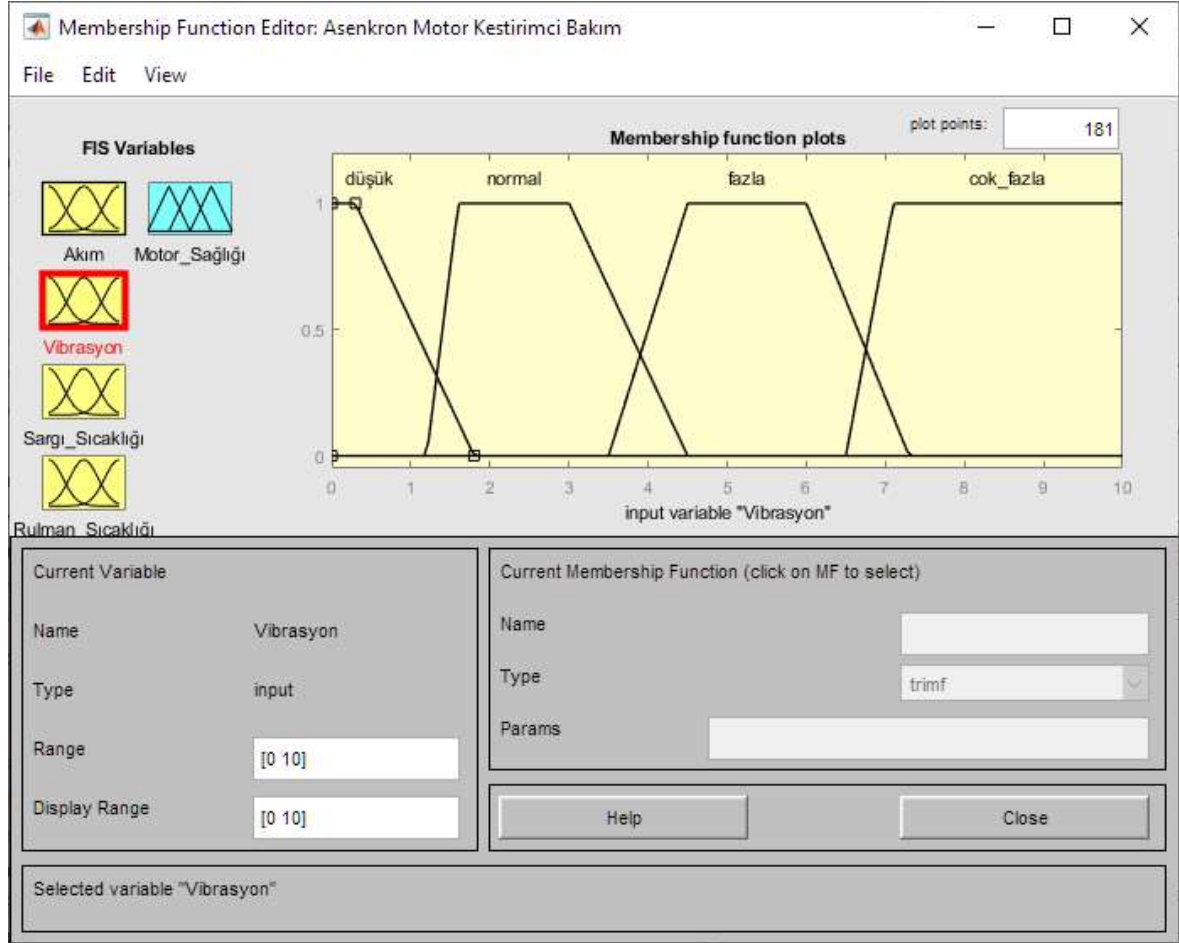 Membership Function Editor: Asenkron Motor Kestirimci Bakım
File Edit View
FIS Variables
Akım Motor_Sağlığı
Vibrasyon
Sargı_Sıcaklığı
Rulman_Sıcaklığı
Membership function plots
plot points: 181
düşük normal fazla cok_fazla
1
0.5
0
0 1 2 3 4 5 6 7 8 9 10
input variable "Vibrasyon"
Current Variable
Name Vibrasyon
Type input
Range [0 10]
Display Range [0 10]
Current Membership Function (click on MF to select)
Name
Type trimf
Params
Help Close
Selected variable "Vibrasyon"